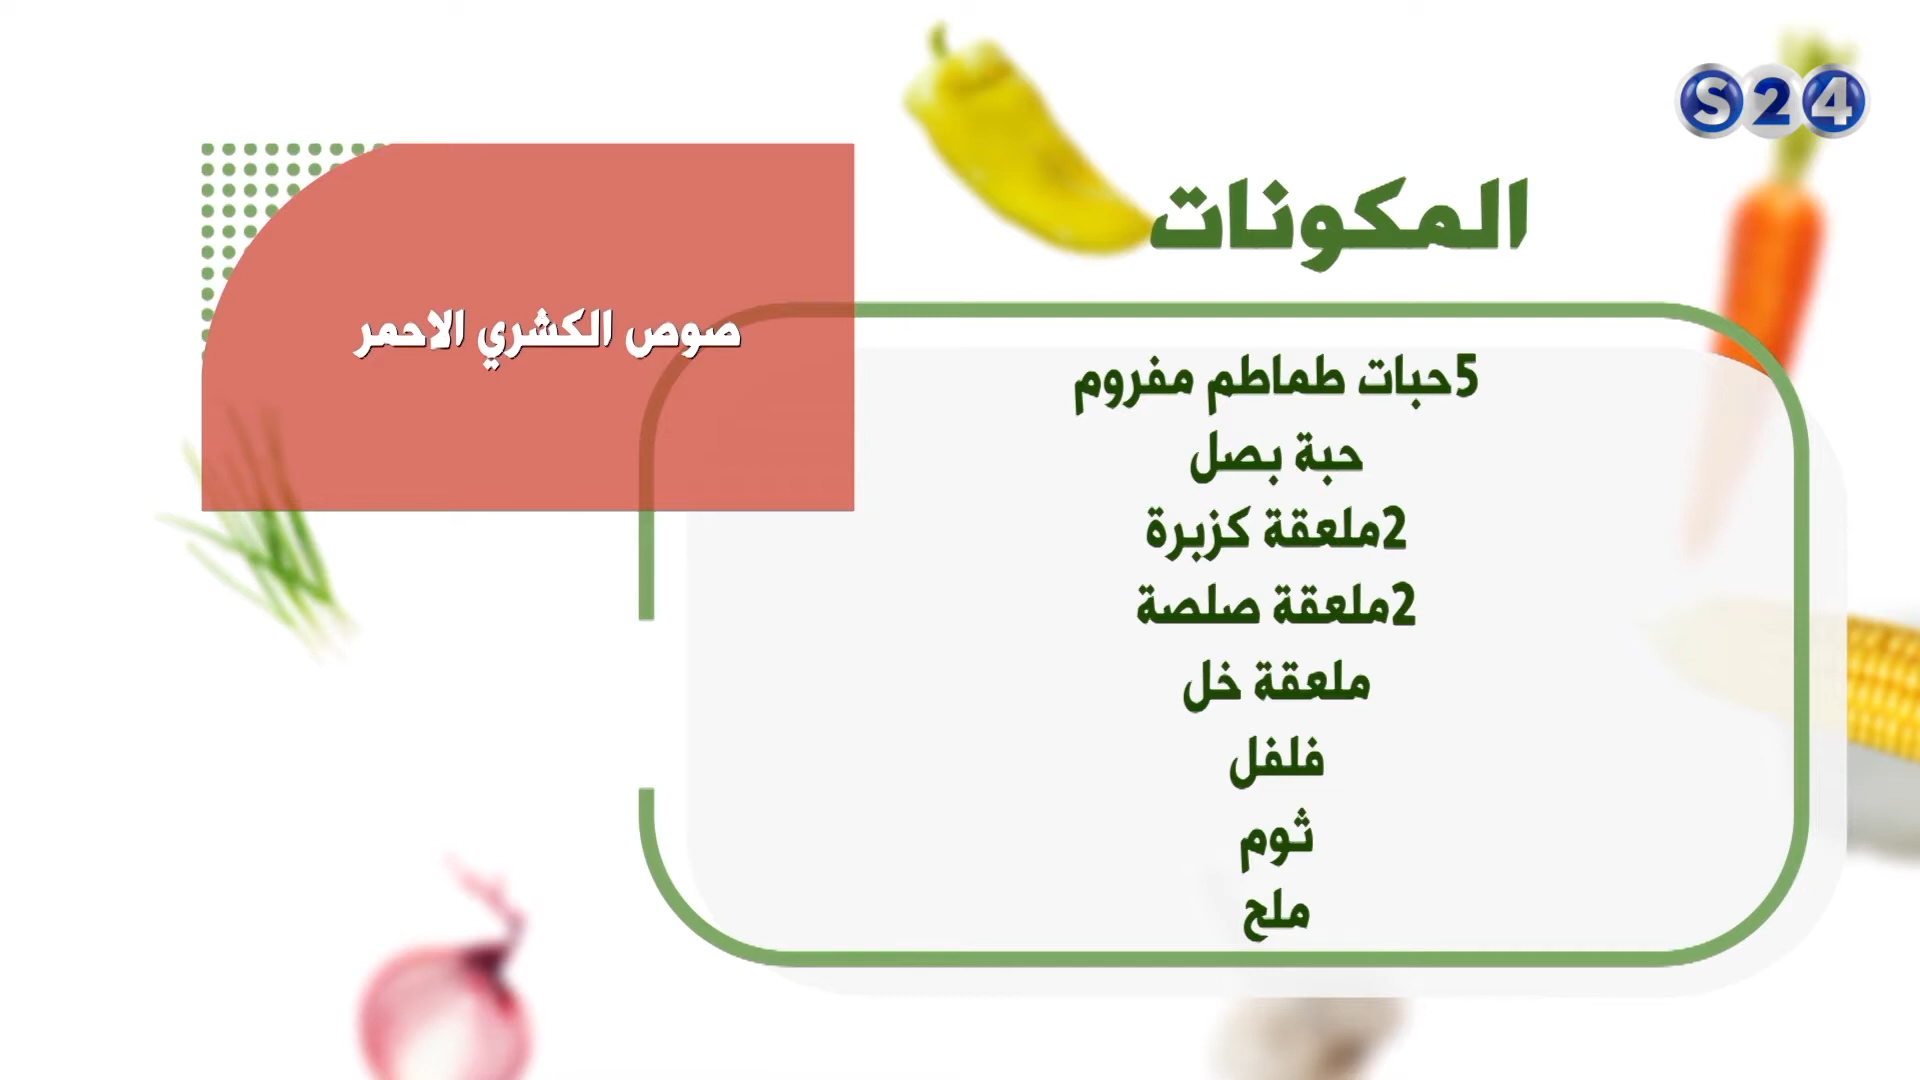 S24
المكونات
صوص الكشري الاحمر
5حبات طماطم مفروم
حبة بصل
2ملعقة كزبرة
2ملعقة صلصة
ملعقة خل
فلفل
ثوم
ملح